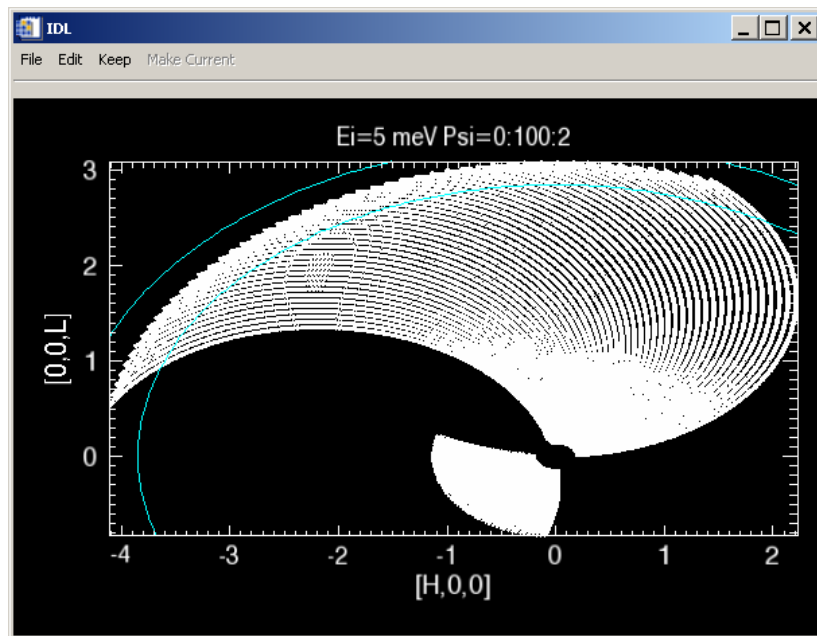 IDL
File Edit Keep Make Current
Ei=5 meV Psi=0:100:2
3
2
1
0
[0,0,L]
-4 -3 -2 -1 0 1 2
[H,0,0]